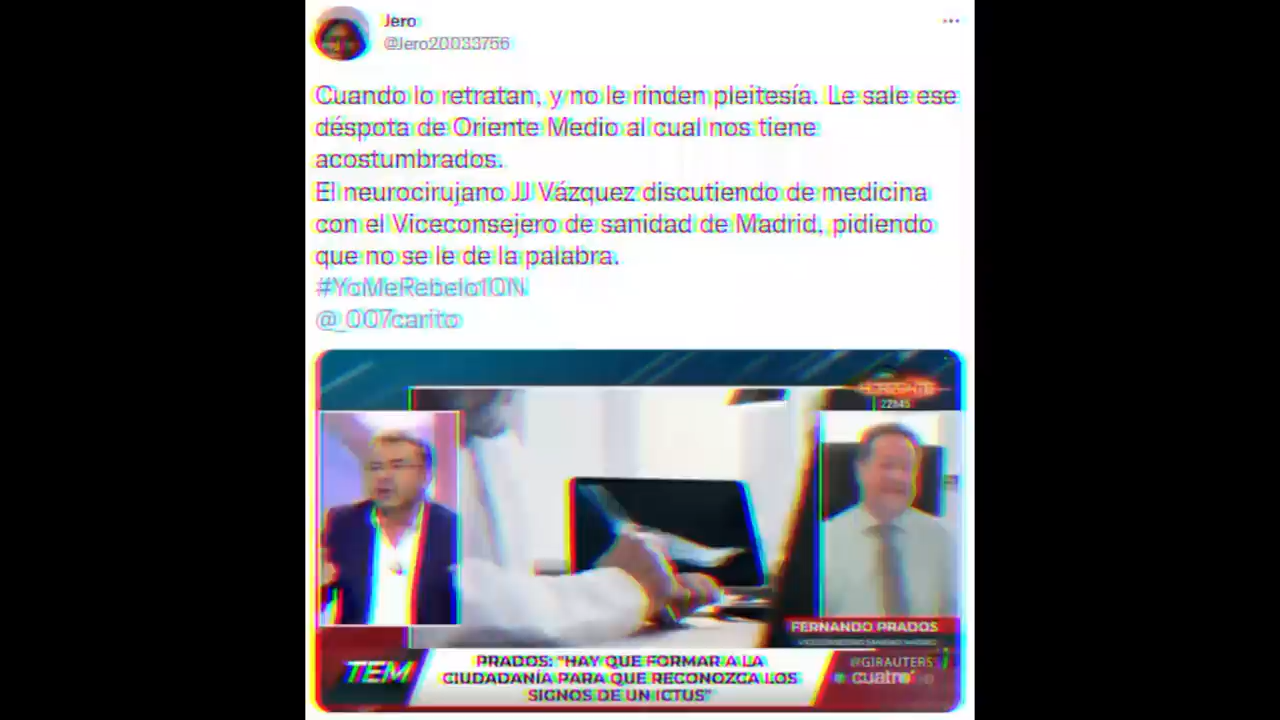 Jero
@Jero20033756
Cuando lo retratan, y no le rinden pleitesía. Le sale ese
déspota de Oriente Medio al cual nos tiene
acostumbrados.
El neurocirujano JJ Vázquez discutiendo de medicina
con el Viceconsejero de sanidad de Madrid, pidiendo
que no se le de la palabra.
#YoMeRebelo10N
@_007carito
HORIZONTE
22:45
FERNANDO PRADOS
TEM
PRADOS: "HAY QUE FORMAR A LA
CIUDADANÍA PARA QUE RECONOZCA LOS
SIGNOS DE UN ICTUS"
@GIRAUTERS
cuatro